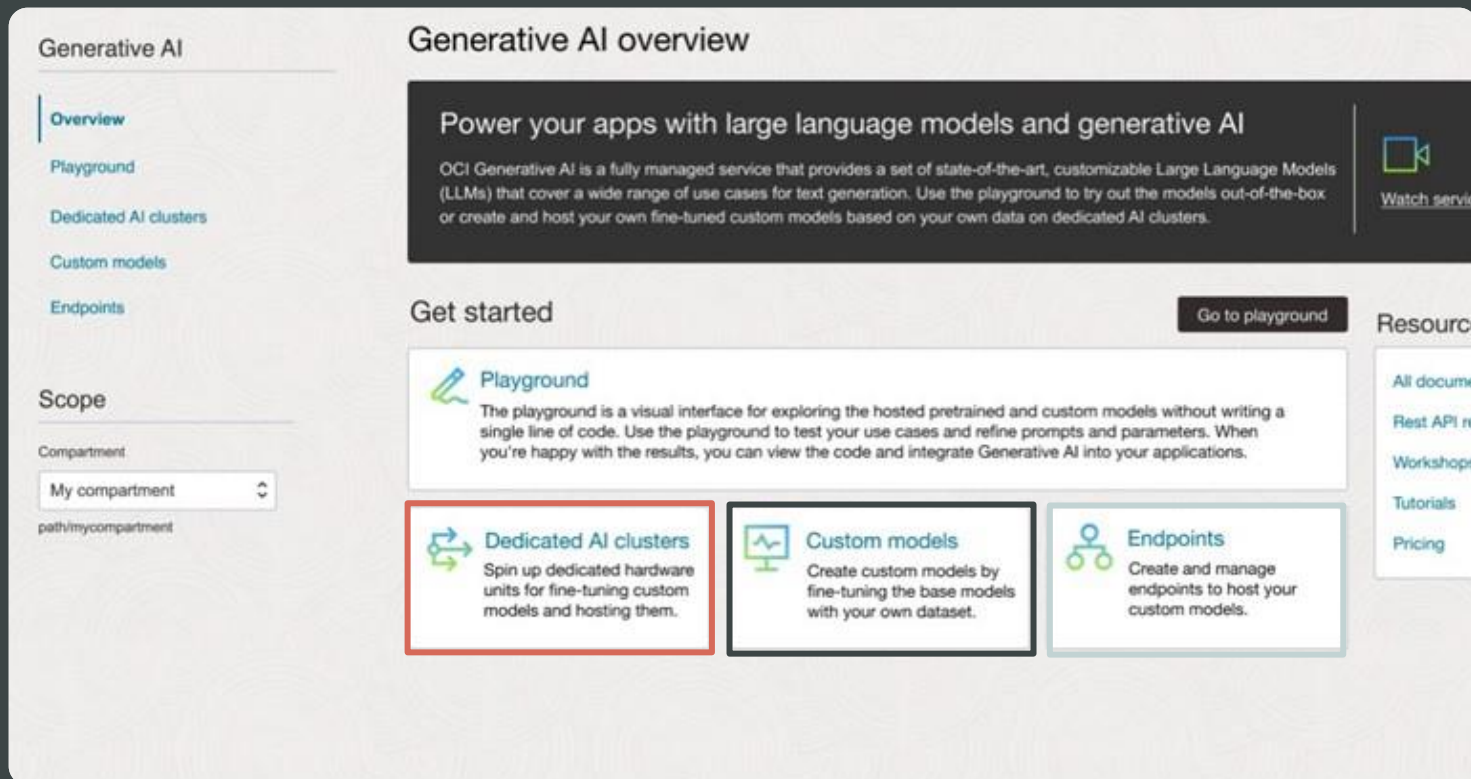 Generative AI
Overview
Playground
Dedicated AI clusters
Custom models
Endpoints
Scope
Compartment
My compartment
path/mycompartment
Generative AI overview
Power your apps with large language models and generative AI
OCI Generative AI is a fully managed service that provides a set of state-of-the-art, customizable Large Language Models
(LLMs) that cover a wide range of use cases for text generation. Use the playground to try out the models out-of-the-box
or create and host your own fine-tuned custom models based on your own data on dedicated AI clusters.
Watch
Get started
Go to playground
Playground
The playground is a visual interface for exploring the hosted pretrained and custom models without writing a
single line of code. Use the playground to test your use cases and refine prompts and parameters. When
you're happy with the results, you can view the code and integrate Generative AI into your applications.
Dedicated AI clusters
Spin up dedicated hardware
units for fine-tuning custom
models and hosting them.
Custom models
Create custom models by
fine-tuning the base models
with your own dataset.
Endpoints
Create and manage
endpoints to host your
custom models.
All
Rest API
Workshops
Tutorials
Pricing